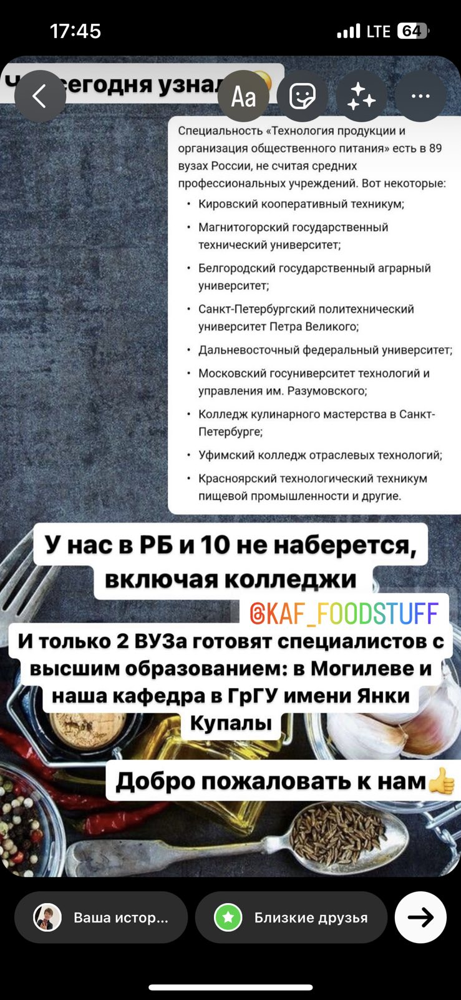 17:45
LTE 64
сегодня узнал
Aa
Специальность «Технология продукции и
организация общественного питания» есть в 89
вузах России, не считая средних
профессиональных учреждений. Вот некоторые:
• Кировский кооперативный техникум;
• Магнитогорский государственный
технический университет;
• Белгородский государственный аграрный
университет;
• Санкт-Петербургский политехнический
университет Петра Великого;
• Дальневосточный федеральный университет;
• Московский госуниверситет технологий и
управления им. Разумовского;
• Колледж кулинарного мастерства в Санкт-
Петербурге;
• Уфимский колледж отраслевых технологий;
• Красноярский технологический техникум
пищевой промышленности и другие.
У нас в РБ и 10 не наберется,
включая колледжи
@KAF_FOODSTUFF
И только 2 ВУЗа готовят специалистов с
высшим образованием: в Могилеве и
наша кафедра в ГрГУ имени Янки
Купалы
Добро пожаловать к нам👍
Ваша истор...
Близкие друзья